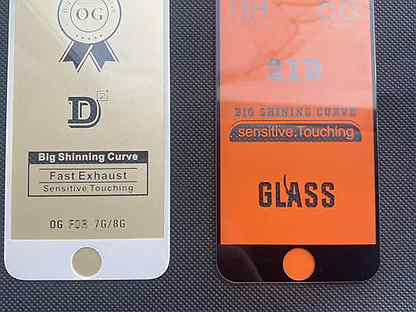 OG
D
Big Shinning Curve
Fast Exhaust
Sensitive Touching
OG FOR 7G/8G
21D
BIG SHINING CURVE
sensitive.Touching
GLASS